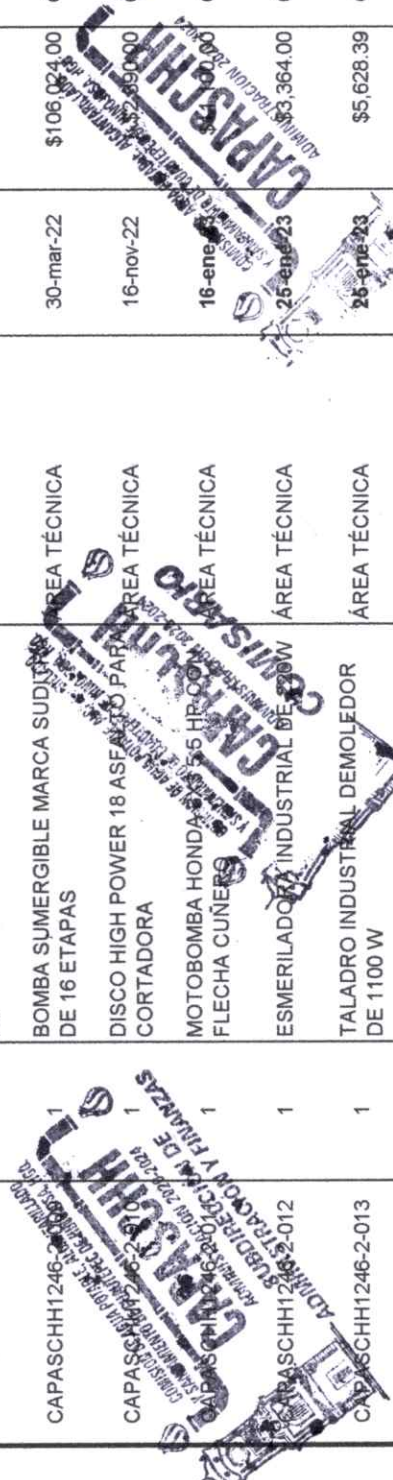 CAPASCHH1246-2-009 1 BOMBA SUMERGIBLE MARCA ÁREA TÉCNICA 30-mar-22 $106,024.00
DE 16 ETAPAS
1 DISCO HIGH POWER 18 ASFALTO PARA ÁREA TÉCNICA 16-nov-22
CORTADORA
1 MOTOBOMBA HONDA 5.5 HP CON ÁREA TÉCNICA 16-ene-23
FLECHA CUÑERO
CAPASCHH1246-2-012 1 ESMERILADORA INDUSTRIAL DE ÁREA TÉCNICA 25-ene-23 $3,364.00
CAPASCHH1246-2-013 1 TALADRO INDUSTRIAL DEMOLEDOR ÁREA TÉCNICA 25-ene-23 $5,628.39
DE 1100 W
CAPASCHH
SUBDIRECCIÓN DE
ADMINISTRACIÓN Y FINANZAS
COMISARIO
CAPASCHH